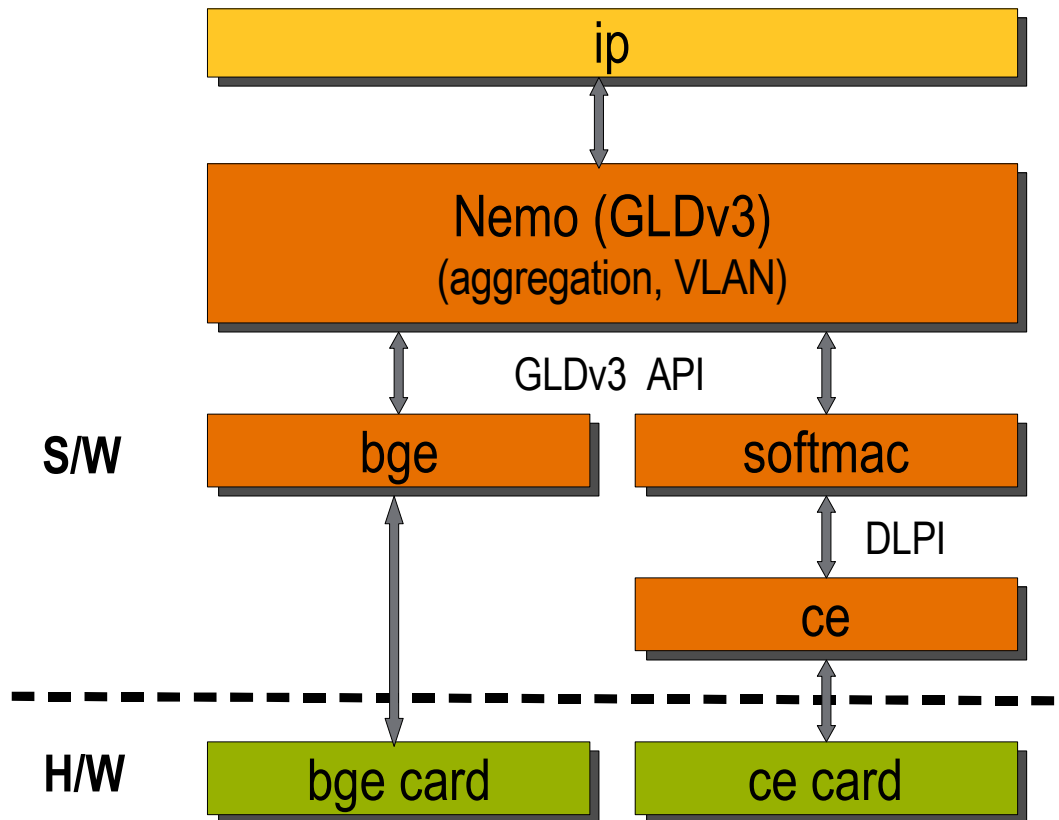 ip
Nemo (GLDv3)
(aggregation, VLAN)
GLDv3 API
S/W
bge
softmac
DLPI
ce
H/W
bge card
ce card